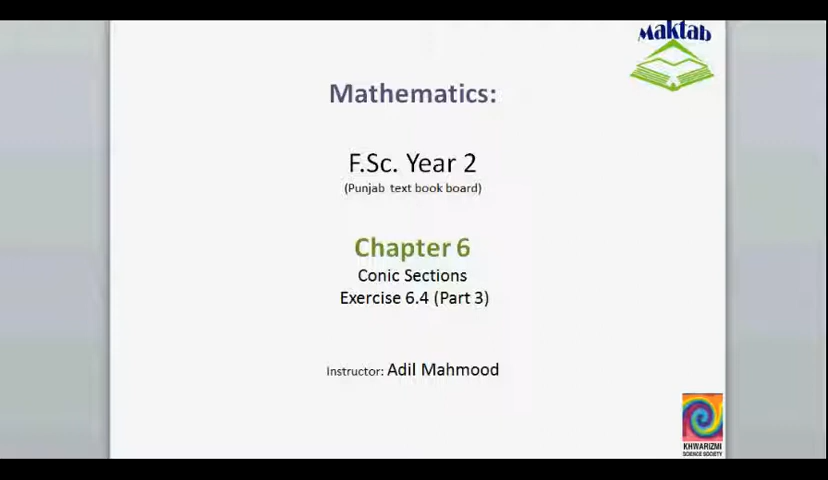 Maktab
Mathematics:
F.Sc. Year 2
(Punjab text book board)
Chapter 6
Conic Sections
Exercise 6.4 (Part 3)
Instructor: Adil Mahmood
KHWARIZMI
SCIENCE SOCIETY